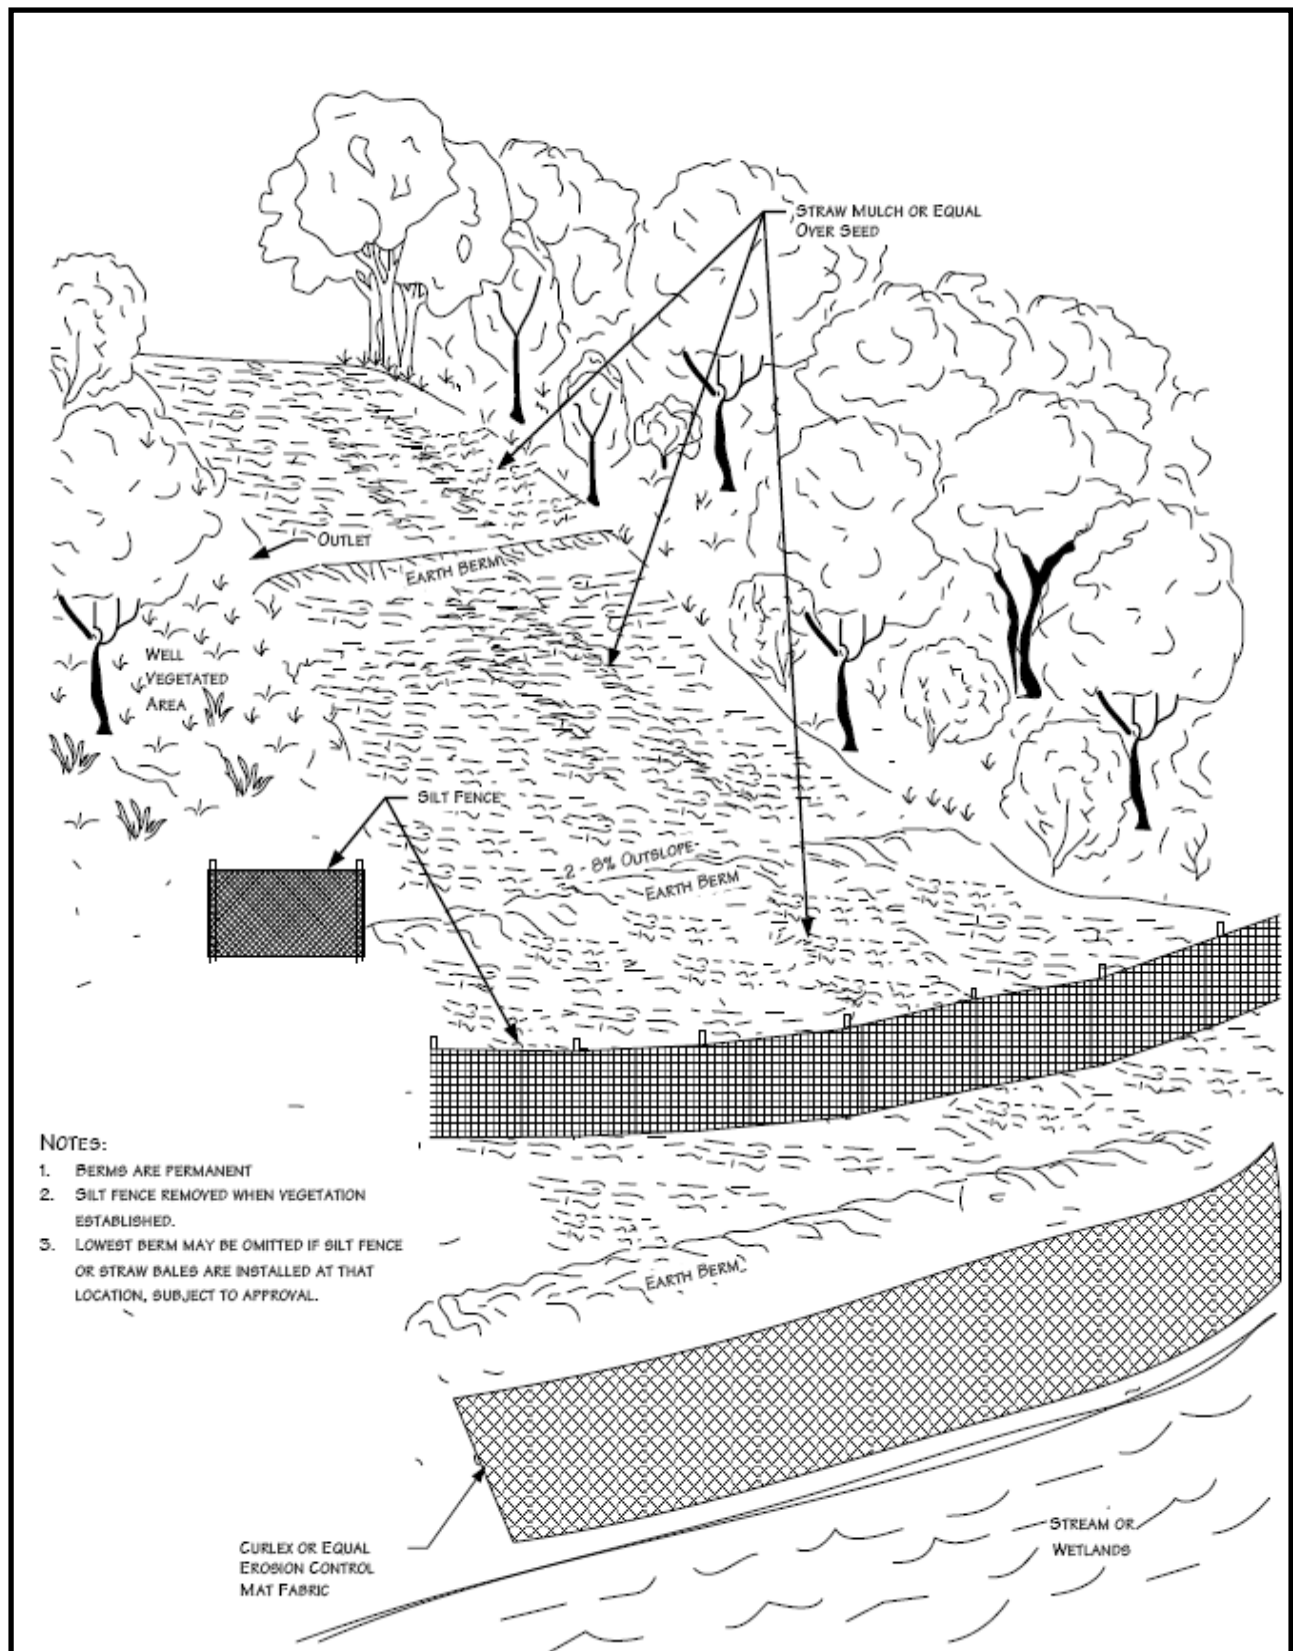 STRAW MULCH OR EQUAL
OVER SEED
OUTLET
EARTH BERM
WELL
VEGETATED
AREA
SILT FENCE
2 - 8% OUTSLOPE
EARTH BERM
NOTES:
1. BERMS ARE PERMANENT
2. SILT FENCE REMOVED WHEN VEGETATION
ESTABLISHED.
3. LOWEST BERM MAY BE OMITTED IF SILT FENCE
OR STRAW BALES ARE INSTALLED AT THAT
LOCATION, SUBJECT TO APPROVAL.
EARTH BERM
CURLEX OR EQUAL
EROSION CONTROL
MAT FABRIC
STREAM OR
WETLANDS